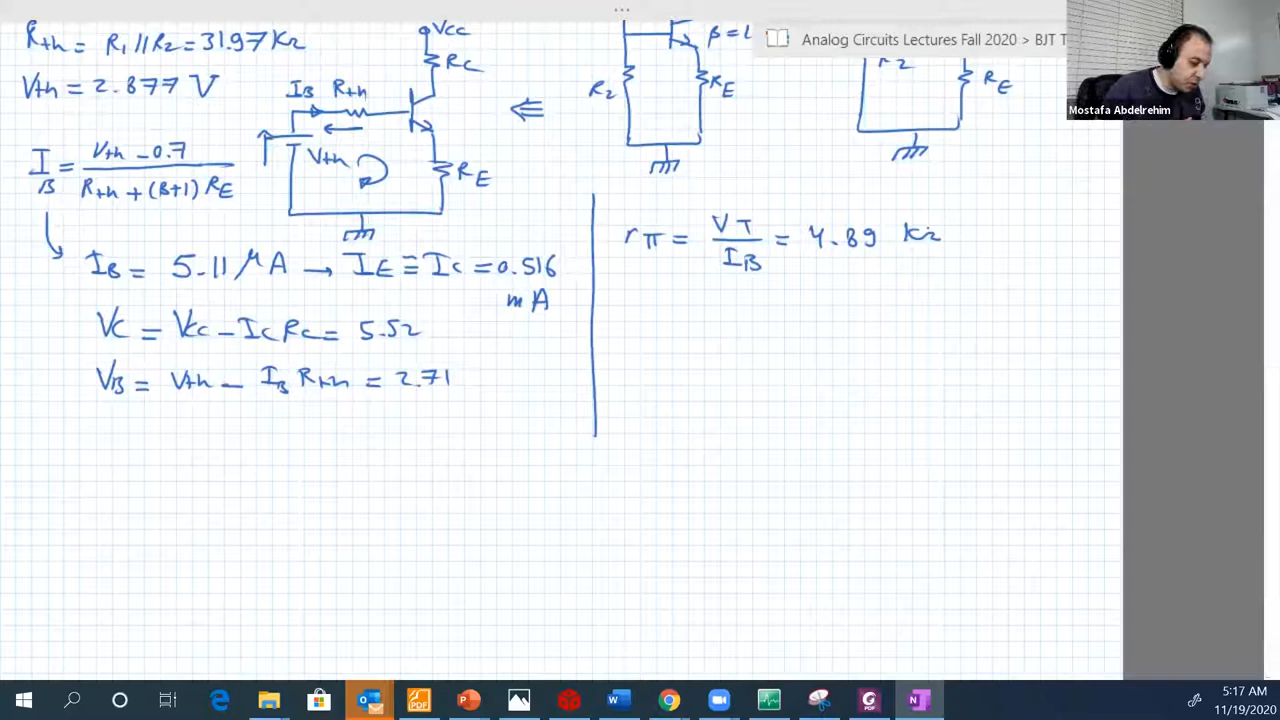 Rth = R1 // R2 = 31.97 KΩ
Vth = 2.877 V
IB = Vth - 0.7 / Rth + (β+1) RE
IB = 5.11 μA → IE ≡ IC = 0.516 mA
VC = VCC - IC RC = 5.52
VB = Vth - IB Rth = 2.71
VCC
RC
IB Rth
Vth
RE
⇐
β =
R2
RE
r2
RE
rπ = VT / IB = 4.89 KΩ
Analog Circuits Lectures Fall 2020 > BJT T
Mostafa Abdelrehim
5:17 AM
11/19/2020